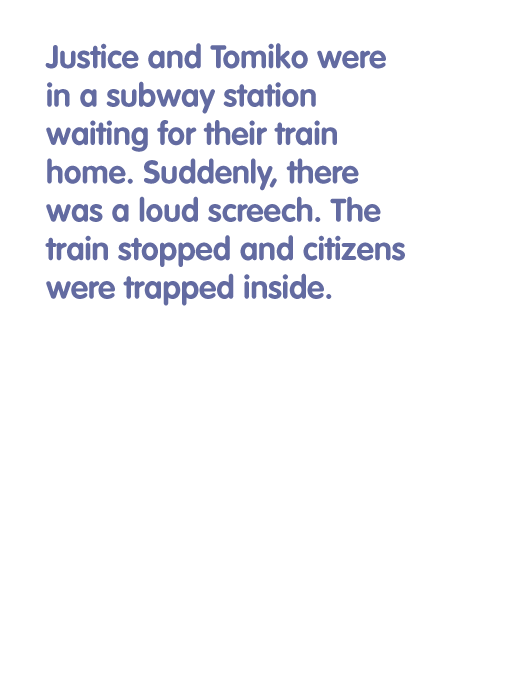 Justice and Tomiko were
in a subway station
waiting for their train
home. Suddenly, there
was a loud screech. The
train stopped and citizens
were trapped inside.